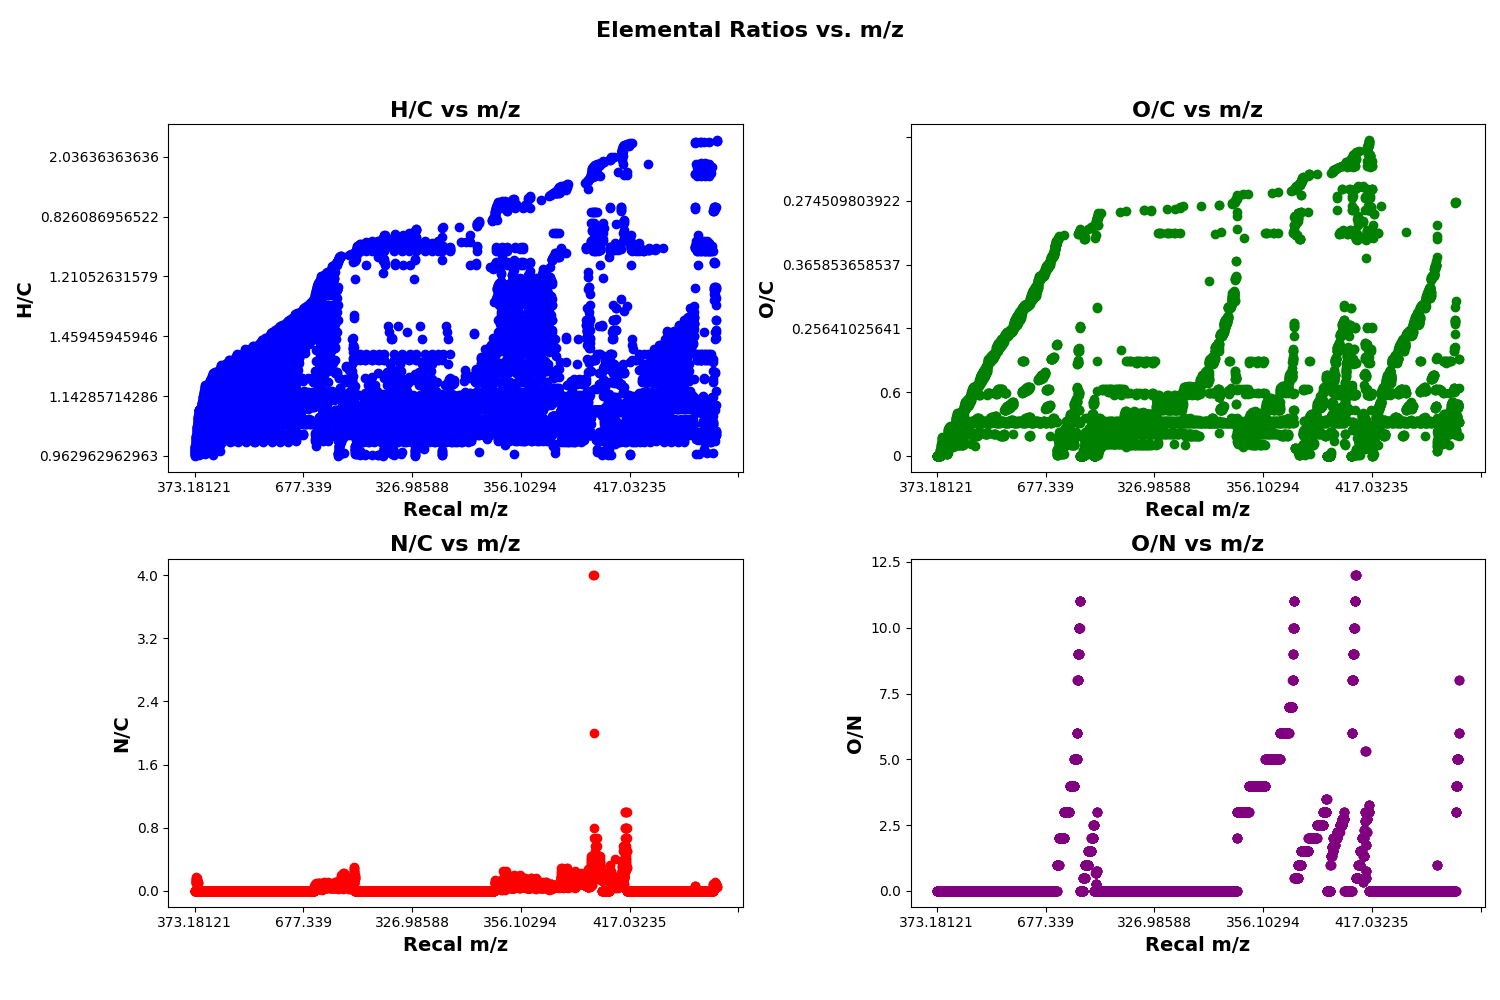 Elemental Ratios vs. m/z
H/C vs m/z
2.03636363636
0.826086956522
1.21052631579
1.45945945946
1.14285714286
0.962962962963
H/C
373.18121 677.339 326.98588 356.10294 417.03235
Recal m/z
O/C vs m/z
0.274509803922
0.365853658537
0.25641025641
0.6
0
O/C
373.18121 677.339 326.98588 356.10294 417.03235
Recal m/z
N/C vs m/z
4.0
3.2
2.4
1.6
0.8
0.0
N/C
373.18121 677.339 326.98588 356.10294 417.03235
Recal m/z
O/N vs m/z
12.5
10.0
7.5
5.0
2.5
0.0
O/N
373.18121 677.339 326.98588 356.10294 417.03235
Recal m/z